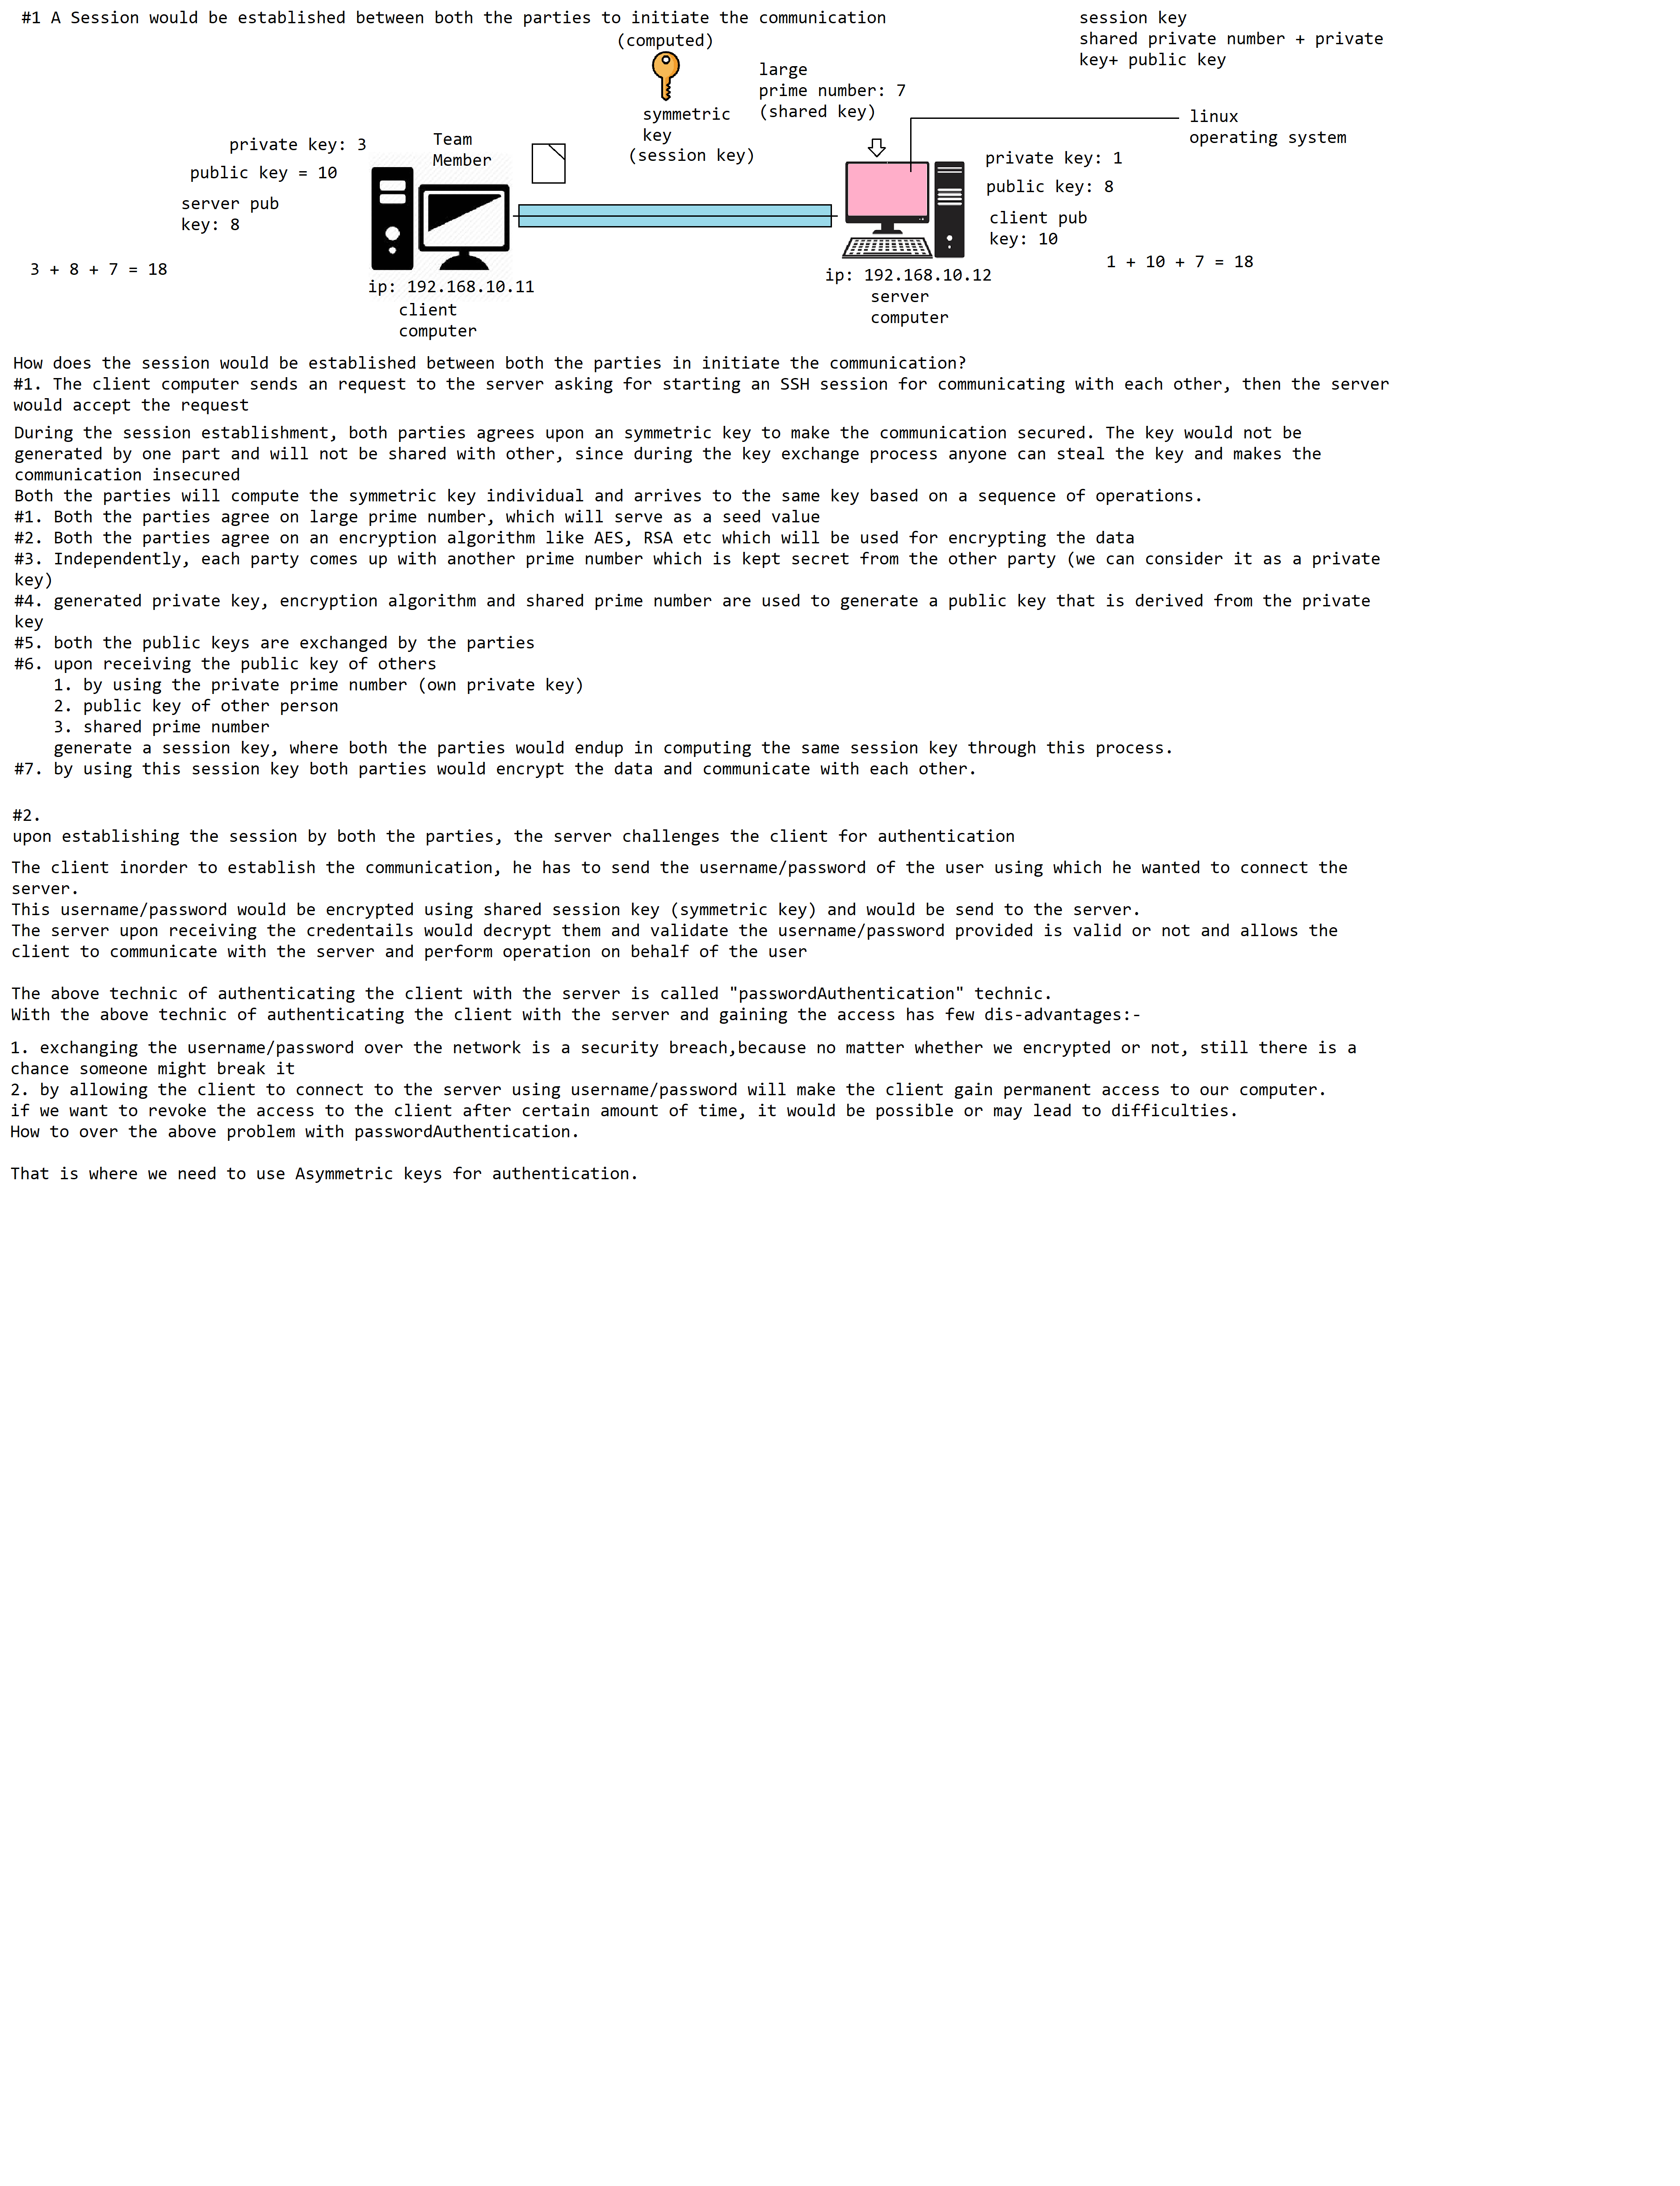 #1 A Session would be established between both the parties to initiate the communication
(computed)
session key
shared private number + private
key+ public key
large
prime number: 7
(shared key)
symmetric
key
(session key)
linux
operating system
private key: 3
public key = 10
server pub
key: 8
Team
Member
private key: 1
public key: 8
client pub
key: 10
3 + 8 + 7 = 18
1 + 10 + 7 = 18
ip: 192.168.10.11
client
computer
ip: 192.168.10.12
server
computer
How does the session would be established between both the parties in initiate the communication?
#1. The client computer sends an request to the server asking for starting an SSH session for communicating with each other, then the server
would accept the request
During the session establishment, both parties agrees upon an symmetric key to make the communication secured. The key would not be
generated by one part and will not be shared with other, since during the key exchange process anyone can steal the key and makes the
communication insecured
Both the parties will compute the symmetric key individual and arrives to the same key based on a sequence of operations.
#1. Both the parties agree on large prime number, which will serve as a seed value
#2. Both the parties agree on an encryption algorithm like AES, RSA etc which will be used for encrypting the data
#3. Independently, each party comes up with another prime number which is kept secret from the other party (we can consider it as a private
key)
#4. generated private key, encryption algorithm and shared prime number are used to generate a public key that is derived from the private
key
#5. both the public keys are exchanged by the parties
#6. upon receiving the public key of others
1. by using the private prime number (own private key)
2. public key of other person
3. shared prime number
generate a session key, where both the parties would endup in computing the same session key through this process.
#7. by using this session key both parties would encrypt the data and communicate with each other.
#2.
upon establishing the session by both the parties, the server challenges the client for authentication
The client inorder to establish the communication, he has to send the username/password of the user using which he wanted to connect the
server.
This username/password would be encrypted using shared session key (symmetric key) and would be send to the server.
The server upon receiving the credentails would decrypt them and validate the username/password provided is valid or not and allows the
client to communicate with the server and perform operation on behalf of the user
The above technic of authenticating the client with the server is called "passwordAuthentication" technic.
With the above technic of authenticating the client with the server and gaining the access has few dis-advantages:-
1. exchanging the username/password over the network is a security breach,because no matter whether we encrypted or not, still there is a
chance someone might break it
2. by allowing the client to connect to the server using username/password will make the client gain permanent access to our computer.
if we want to revoke the access to the client after certain amount of time, it would be possible or may lead to difficulties.
How to over the above problem with passwordAuthentication.
That is where we need to use Asymmetric keys for authentication.